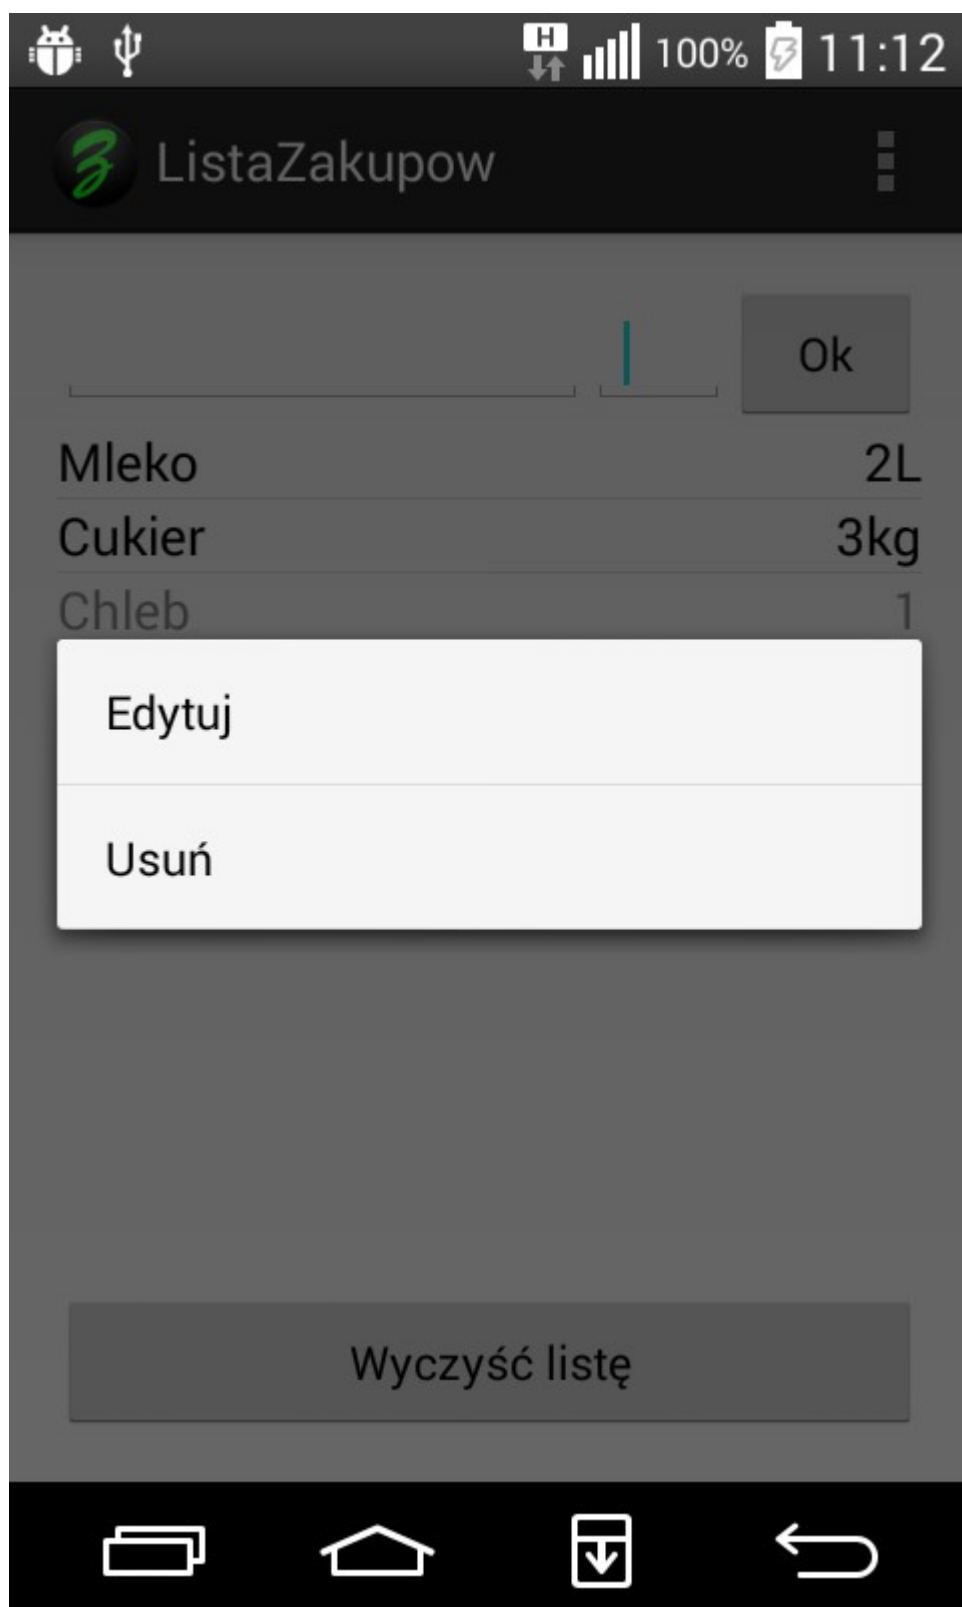 H 100% 11:12
ListaZakupow
Ok
Mleko 2L
Cukier 3kg
Chleb 1
Edytuj
Usuń
Wyczyść listę